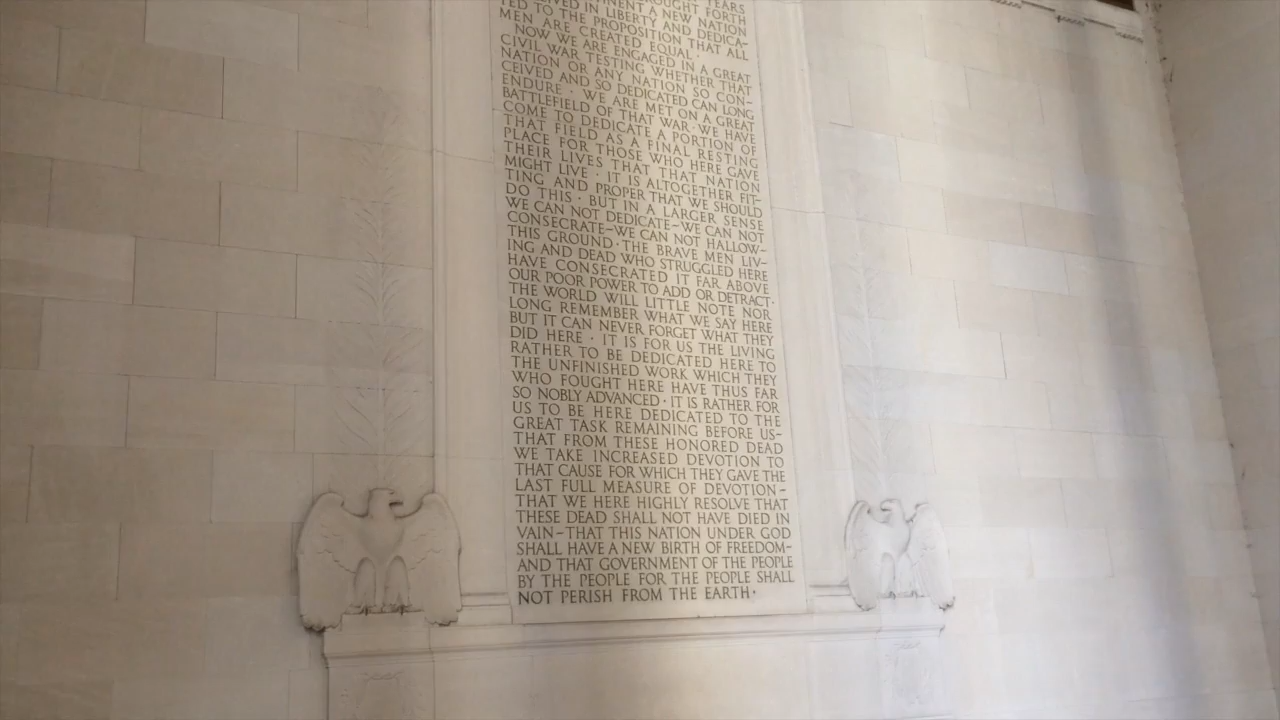 YEARS
OUGHT FORTH
INENT A NEW NATION
IVED IN LIBERTY AND DEDICA-
TED TO THE PROPOSITION THAT ALL
MEN ARE CREATED EQUAL ·
NOW WE ARE ENGAGED IN A GREAT
CIVIL WAR TESTING WHETHER THAT
NATION OR ANY NATION SO CON-
CEIVED AND SO DEDICATED CAN LONG
ENDURE · WE ARE MET ON A GREAT
BATTLEFIELD OF THAT WAR · WE HAVE
COME TO DEDICATE A PORTION OF
THAT FIELD AS A FINAL RESTING
PLACE FOR THOSE WHO HERE GAVE
THEIR LIVES THAT THAT NATION
MIGHT LIVE · IT IS ALTOGETHER FIT-
TING AND PROPER THAT WE SHOULD
DO THIS · BUT IN A LARGER SENSE
WE CAN NOT DEDICATE–WE CAN NOT
CONSECRATE–WE CAN NOT HALLOW–
THIS GROUND · THE BRAVE MEN LIV-
ING AND DEAD WHO STRUGGLED HERE
HAVE CONSECRATED IT FAR ABOVE
OUR POOR POWER TO ADD OR DETRACT ·
THE WORLD WILL LITTLE NOTE NOR
LONG REMEMBER WHAT WE SAY HERE
BUT IT CAN NEVER FORGET WHAT THEY
DID HERE · IT IS FOR US THE LIVING
RATHER TO BE DEDICATED HERE TO
THE UNFINISHED WORK WHICH THEY
WHO FOUGHT HERE HAVE THUS FAR
SO NOBLY ADVANCED · IT IS RATHER FOR
US TO BE HERE DEDICATED TO THE
GREAT TASK REMAINING BEFORE US–
THAT FROM THESE HONORED DEAD
WE TAKE INCREASED DEVOTION TO
THAT CAUSE FOR WHICH THEY GAVE THE
LAST FULL MEASURE OF DEVOTION–
THAT WE HERE HIGHLY RESOLVE THAT
THESE DEAD SHALL NOT HAVE DIED IN
VAIN–THAT THIS NATION UNDER GOD
SHALL HAVE A NEW BIRTH OF FREEDOM–
AND THAT GOVERNMENT OF THE PEOPLE
BY THE PEOPLE FOR THE PEOPLE SHALL
NOT PERISH FROM THE EARTH ·